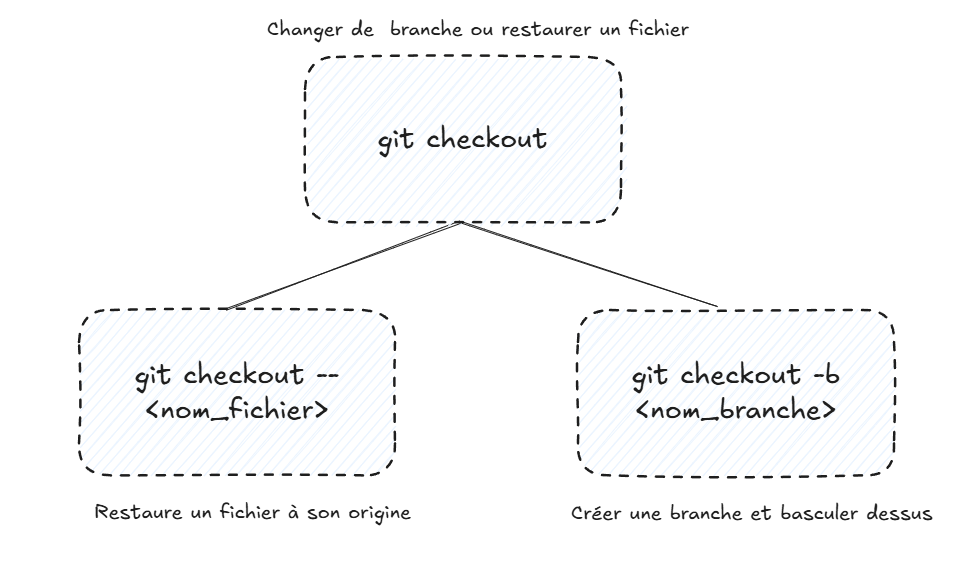 Changer de  branche ou restaurer un fichier
git checkout
git checkout --
<nom_fichier>
git checkout -b
<nom_branche>
Restaure un fichier à son origine
Créer une branche et basculer dessus